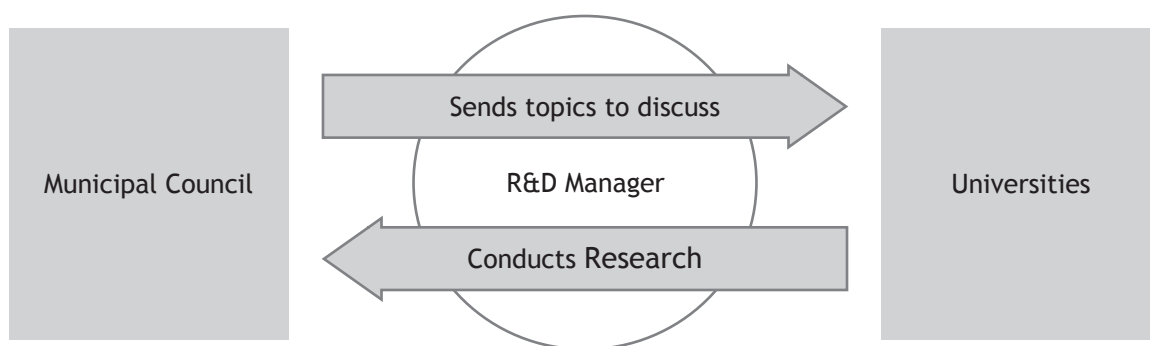 Sends topics to discuss
Municipal Council
R&D Manager
Universities
Conducts Research